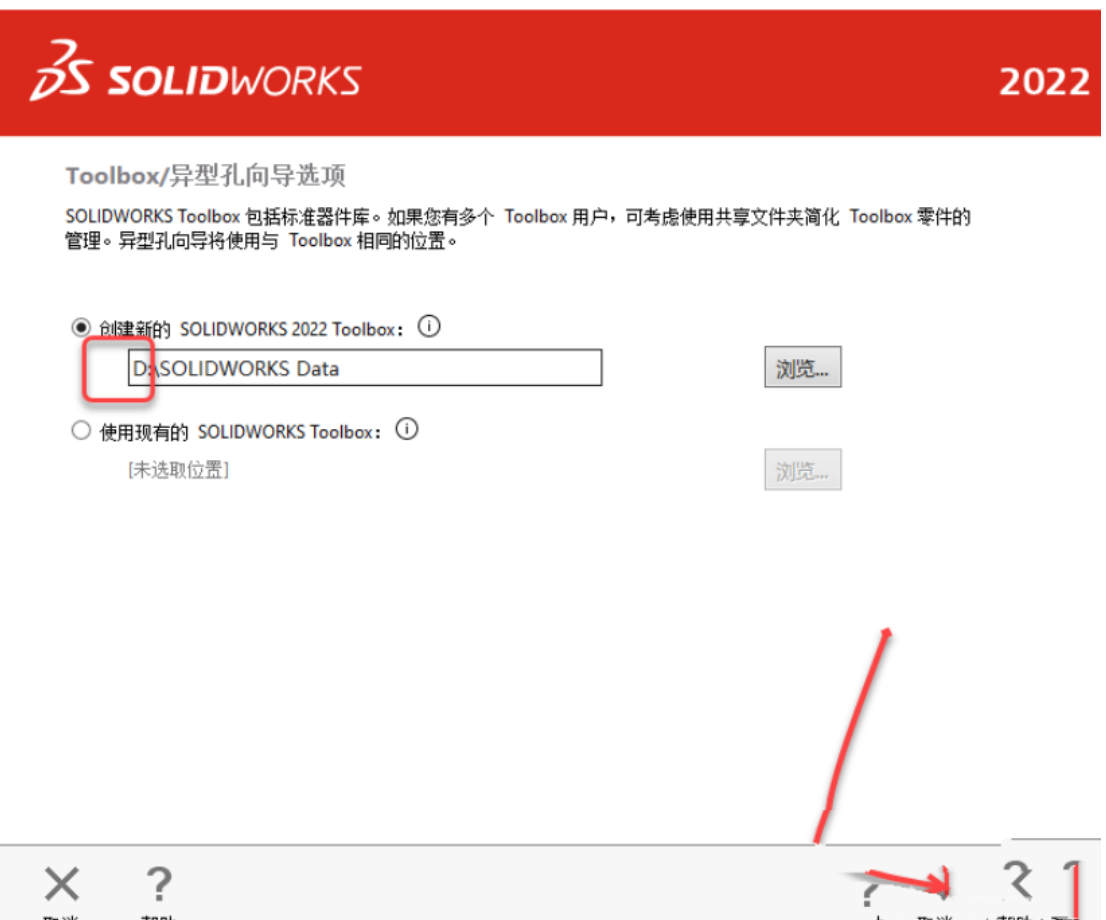 SOLIDWORKS
2022
Toolbox/异型孔向导选项
SOLIDWORKS Toolbox 包括标准器件库。如果您有多个 Toolbox 用户，可考虑使用共享文件夹简化 Toolbox 零件的
管理。异型孔向导将使用与 Toolbox 相同的位置。
创建新的 SOLIDWORKS 2022 Toolbox：
D:\SOLIDWORKS Data
浏览...
使用现有的 SOLIDWORKS Toolbox：
[未选取位置]
浏览...